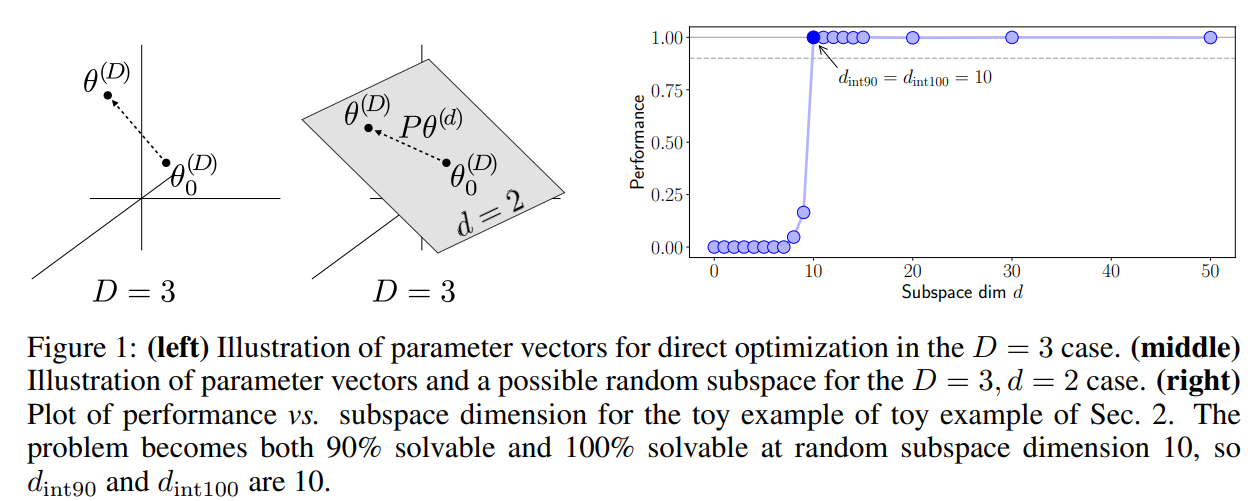 θ^(D)
θ_0^(D)
D = 3
θ^(D)
Pθ^(d)
θ_0^(D)
d = 2
D = 3
Performance
1.00
0.75
0.50
0.25
0.00
d_int90 = d_int100 = 10
0 10 20 30 40 50
Subspace dim d
Figure 1: (left) Illustration of parameter vectors for direct optimization in the D = 3 case. (middle)
Illustration of parameter vectors and a possible random subspace for the D = 3, d = 2 case. (right)
Plot of performance vs. subspace dimension for the toy example of toy example of Sec. 2. The
problem becomes both 90% solvable and 100% solvable at random subspace dimension 10, so
d_int90 and d_int100 are 10.